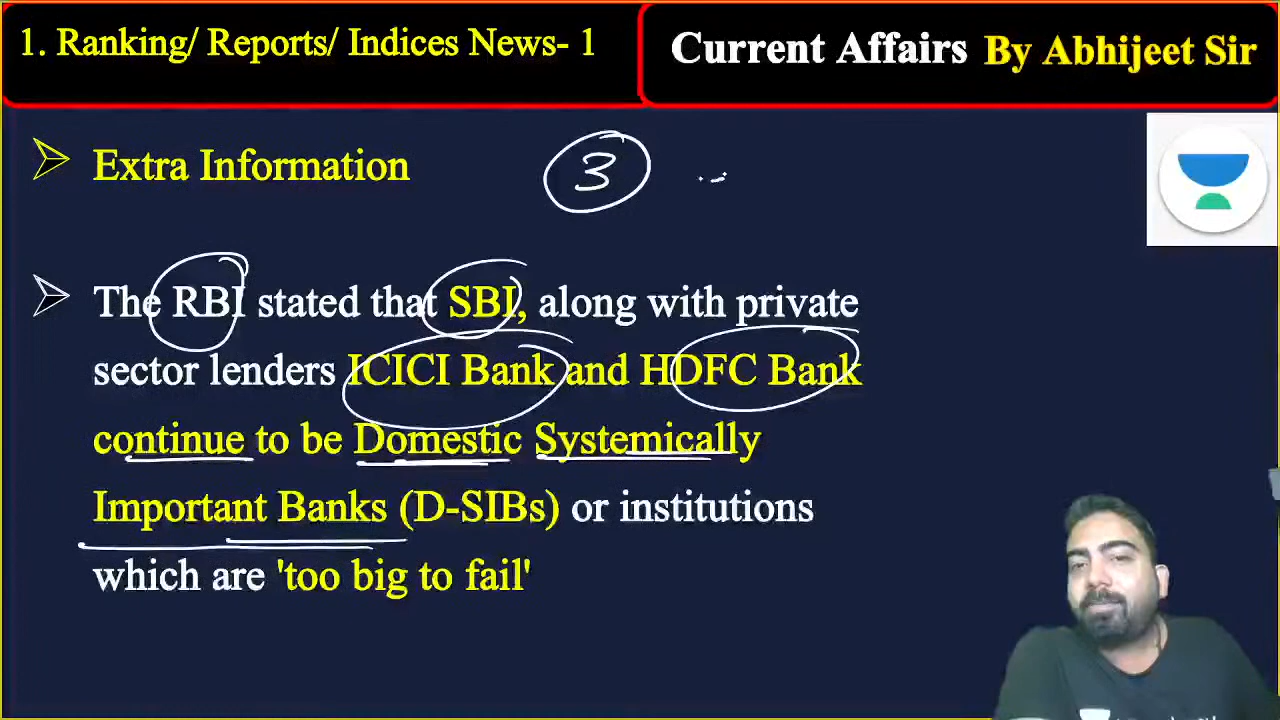 1. Ranking/ Reports/ Indices News- 1
Current Affairs By Abhijeet Sir
Extra Information
3
The RBI stated that SBI, along with private
sector lenders ICICI Bank and HDFC Bank
continue to be Domestic Systemically
Important Banks (D-SIBs) or institutions
which are 'too big to fail'